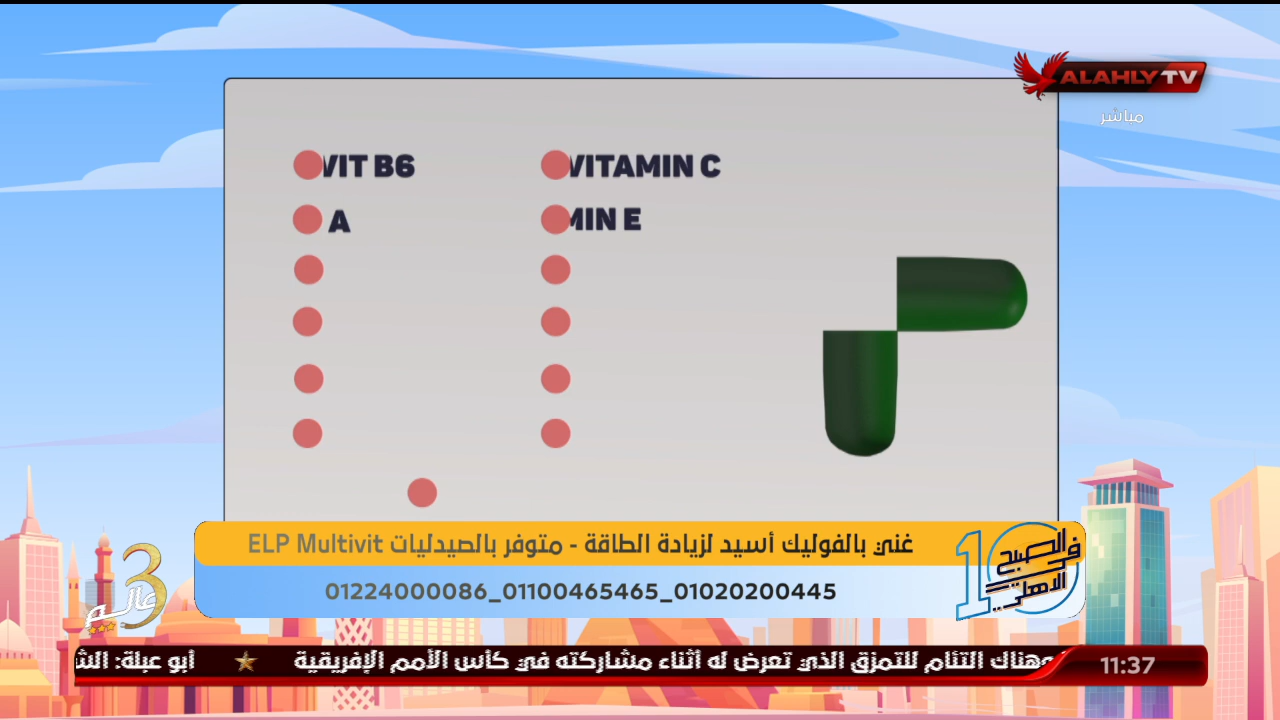 ALAHLY TV
مباشر
VIT B6
VITAMIN C
A
MIN E
غني بالفوليك أسيد لزيادة الطاقة - متوفر بالصيدليات ELP Multivit
01224000086_01100465465_01020200445
10 الصبح في الاهلي..
3 عالم
وهناك التئام للتمزق الذي تعرض له أثناء مشاركته في كأس الأمم الإفريقية ★ أبو عبلة: الش
11:37